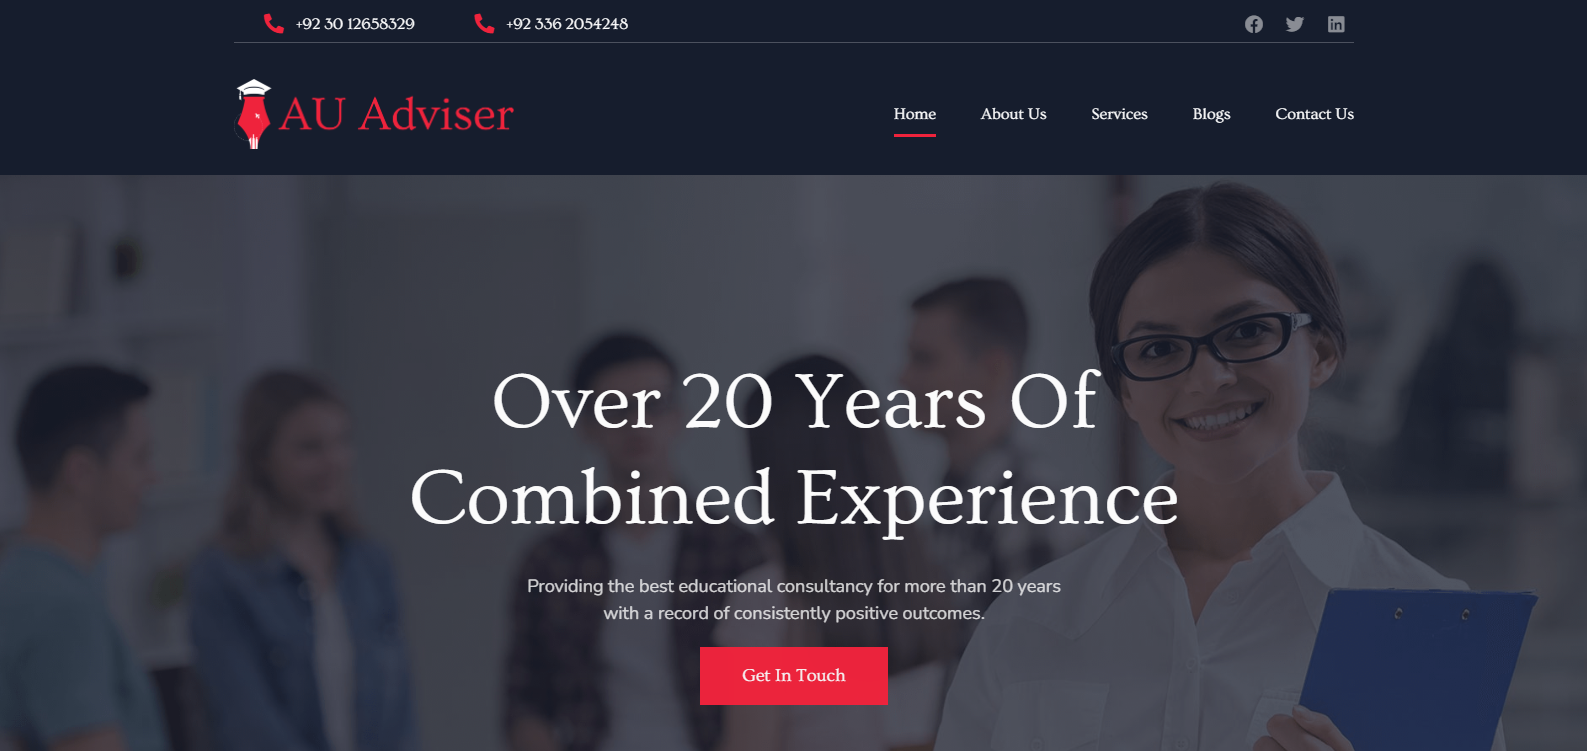 +92 30 12658329
+92 336 2054248
AU Adviser
Home
About Us
Services
Blogs
Contact Us
Over 20 Years Of
Combined Experience
Providing the best educational consultancy for more than 20 years
with a record of consistently positive outcomes.
Get In Touch